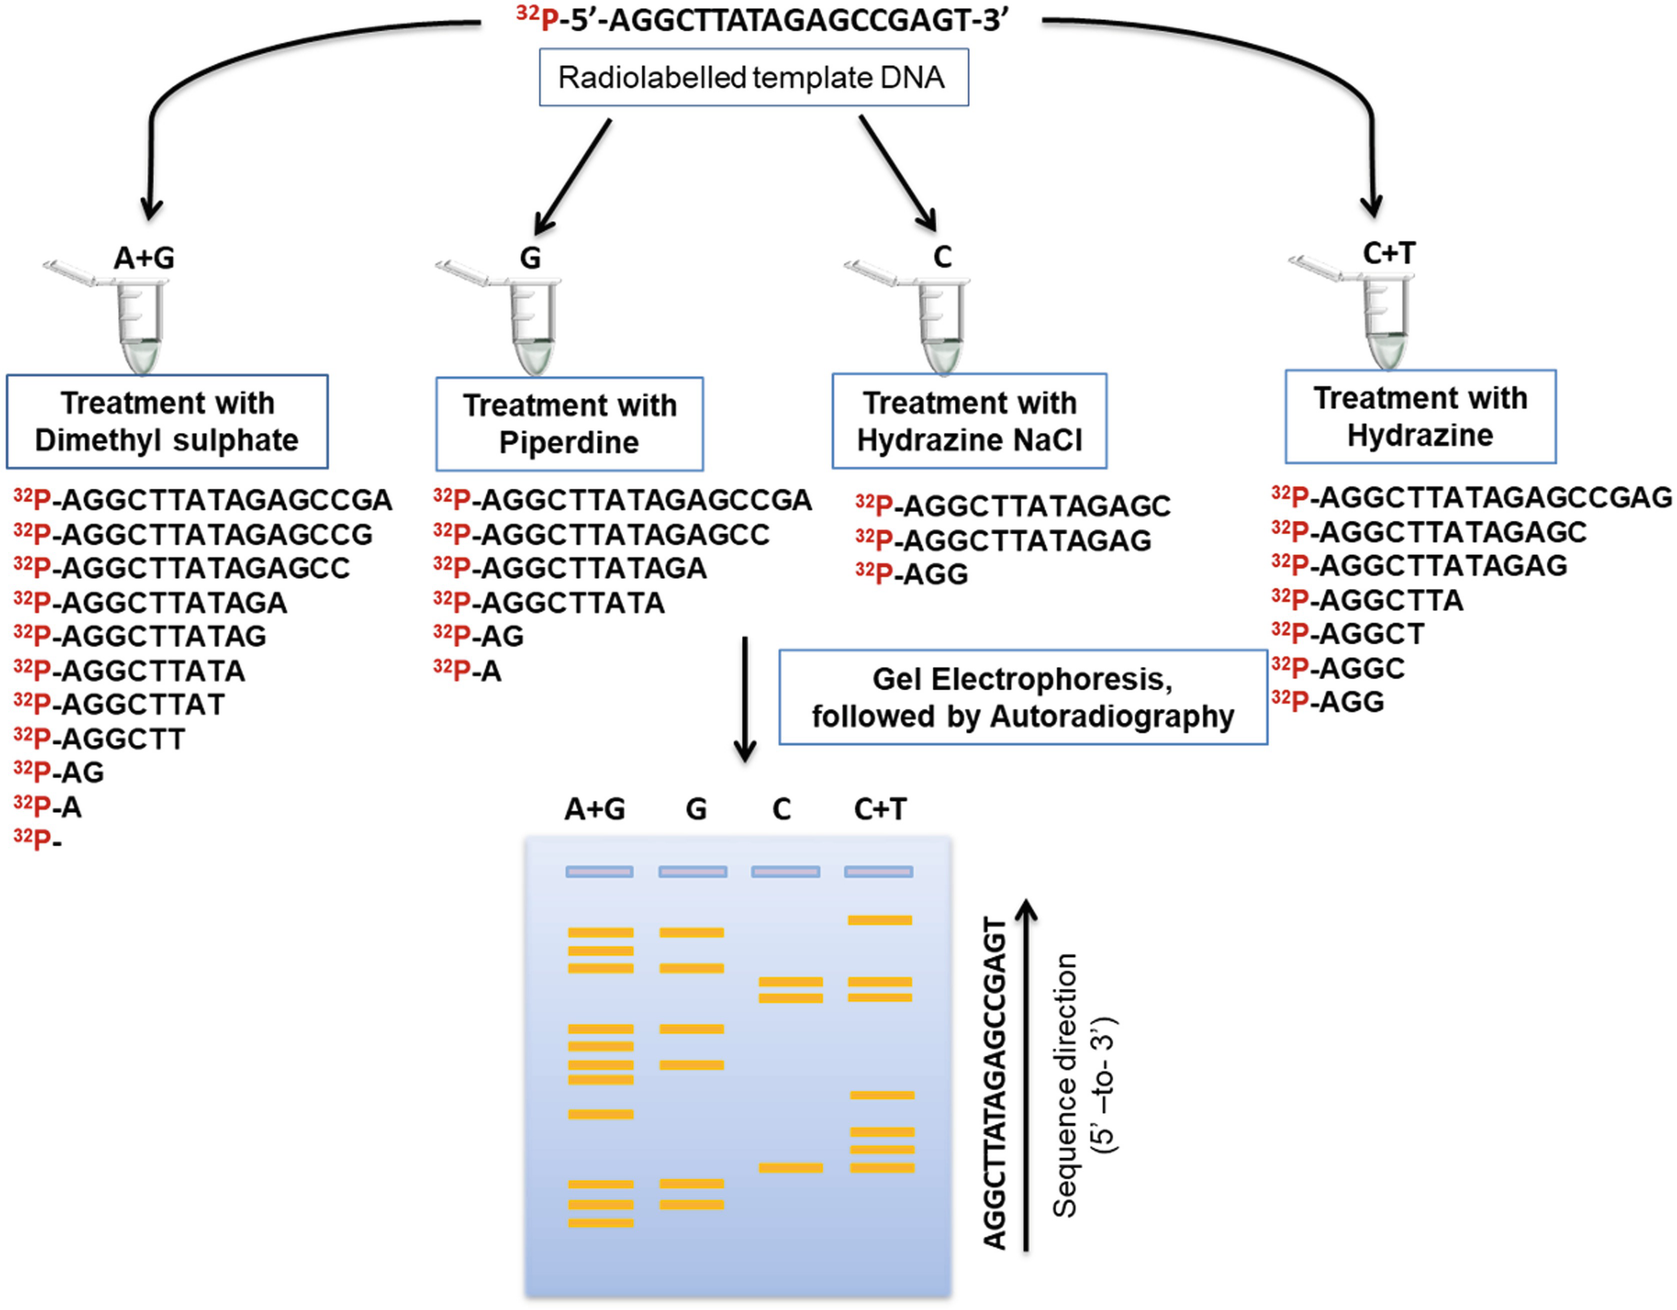 32P-5’-AGGCTTATAGAGCCGAGT-3’
Radiolabelled template DNA
A+G
G
C
C+T
Treatment with
Dimethyl sulphate
Treatment with
Piperdine
Treatment with
Hydrazine NaCl
Treatment with
Hydrazine
32P-AGGCTTATAGAGCCGA
32P-AGGCTTATAGAGCCG
32P-AGGCTTATAGAGCC
32P-AGGCTTATAGA
32P-AGGCTTATAG
32P-AGGCTTATA
32P-AGGCTTAT
32P-AGGCTT
32P-AG
32P-A
32P-
32P-AGGCTTATAGAGCCGA
32P-AGGCTTATAGAGCC
32P-AGGCTTATAGA
32P-AGGCTTATA
32P-AG
32P-A
32P-AGGCTTATAGAGC
32P-AGGCTTATAGAG
32P-AGG
32P-AGGCTTATAGAGCCGAG
32P-AGGCTTATAGAGC
32P-AGGCTTATAGAG
32P-AGGCTTA
32P-AGGCT
32P-AGGC
32P-AGG
Gel Electrophoresis,
followed by Autoradiography
A+G
G
C
C+T
AGGCTTATAGAGCCGAGT
Sequence direction
(5’ –to- 3’)